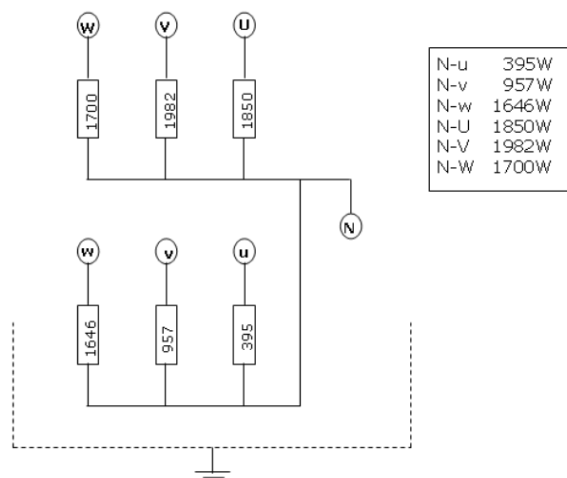 w v U
1700 1982 1850
N
w v u
1646 957 395
N-u 395W
N-v 957W
N-w 1646W
N-U 1850W
N-V 1982W
N-W 1700W